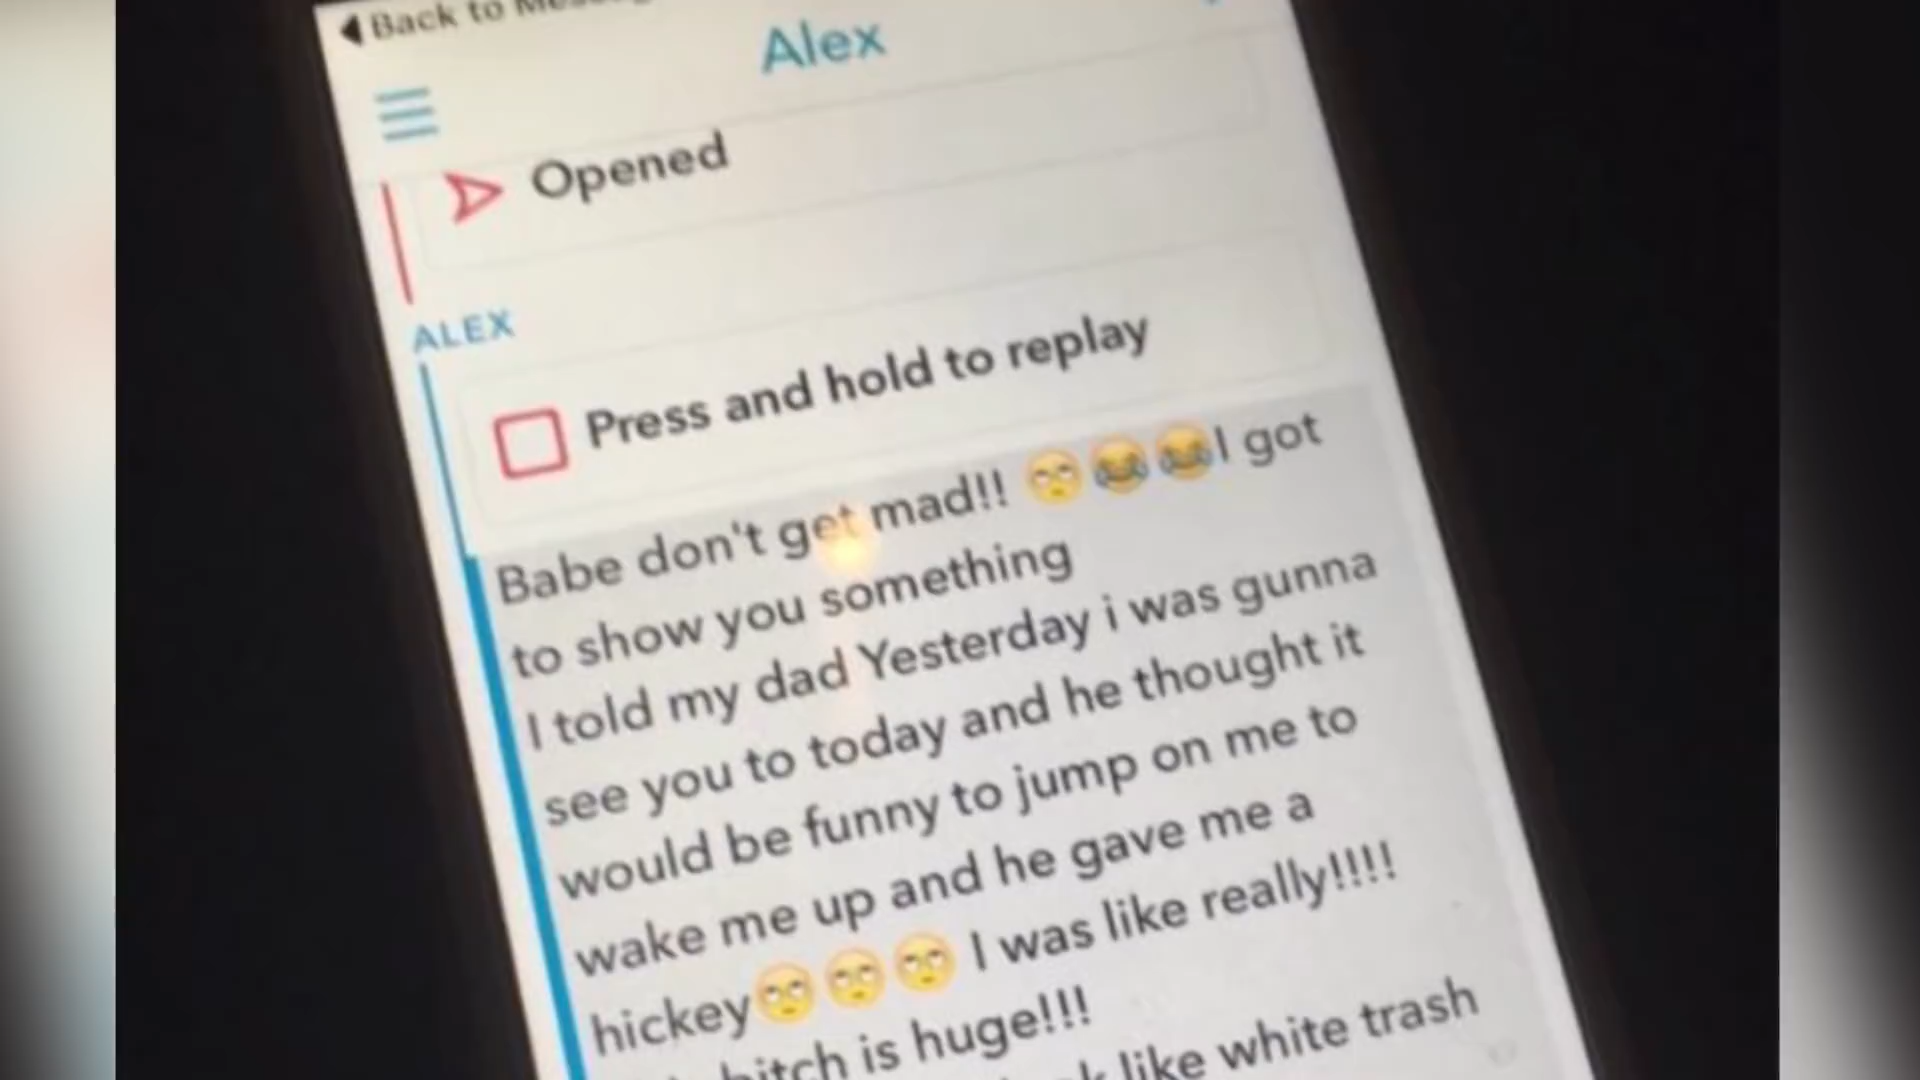 Back to
Alex
Opened
ALEX
Press and hold to replay
Babe don't get mad!! 🙄😂😂I got
to show you something
I told my dad Yesterday i was gunna
see you to today and he thought it
would be funny to jump on me to
wake me up and he gave me a
hickey🙄🙄🙄 I was like really!!!!
bitch is huge!!!
like white trash